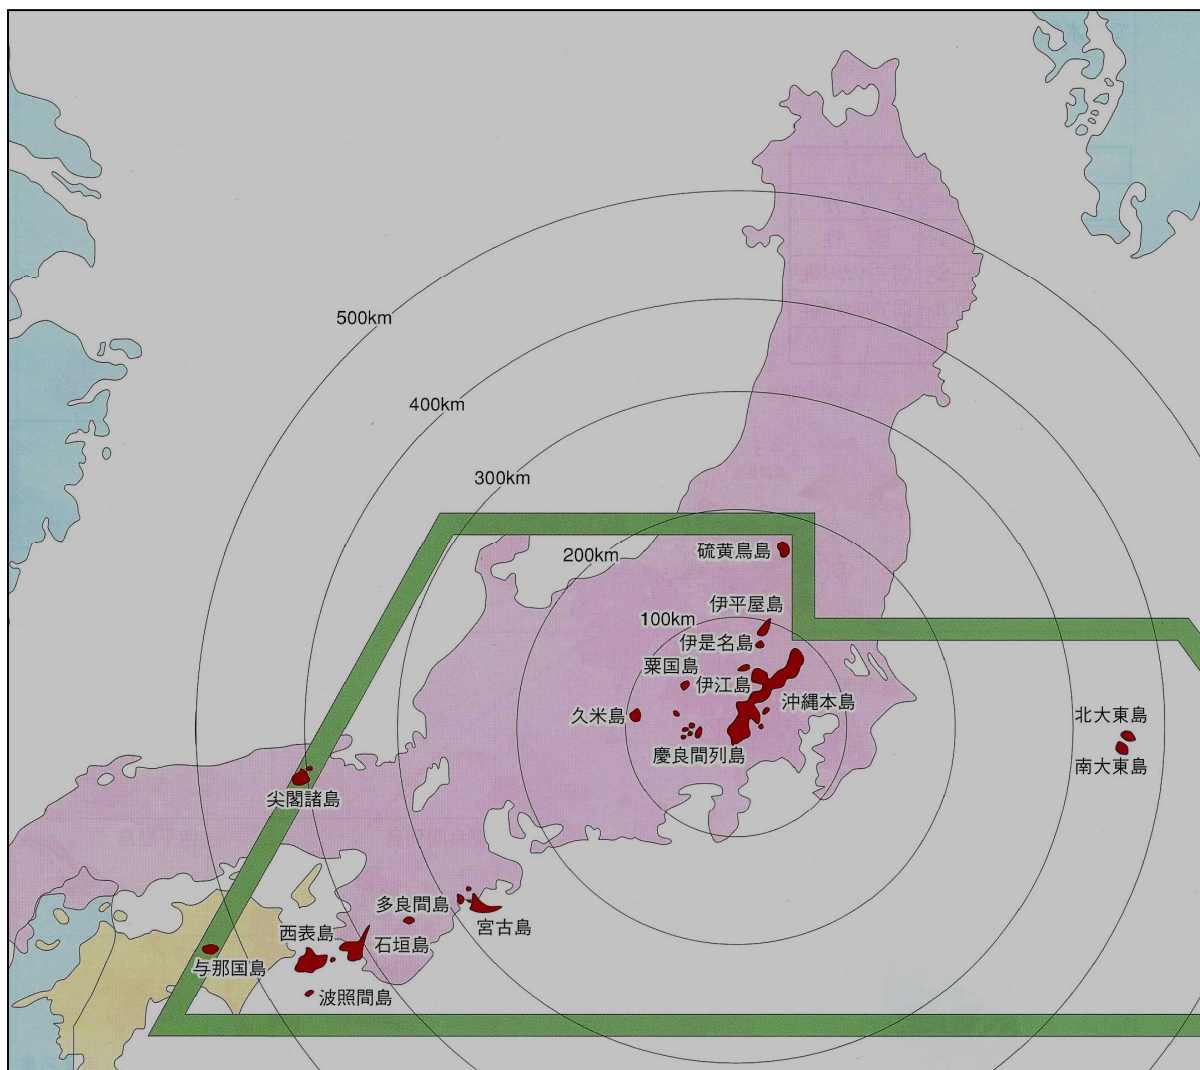 500km
400km
300km
200km
硫黄鳥島
伊平屋島
100km
伊是名島
粟国島
伊江島
沖縄本島
久米島
慶良間列島
北大東島
南大東島
尖閣諸島
多良間島
宮古島
西表島
石垣島
与那国島
波照間島